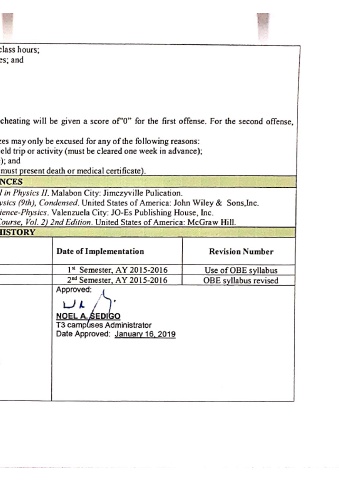 class hours;
es; and
cheating will be given a score of"0" for the first offense. For the second offense,
es may only be excused for any of the following reasons:
eld trip or activity (must be cleared one week in advance);
); and
must present death or medical certificate).
NCES
l in Physics II. Malabon City: Jimczyville Pulication.
ysics (9th), Condensed. United States of America: John Wiley & Sons,Inc.
ience-Physics. Valenzuela City: JO-Es Publishing House, Inc.
Course, Vol. 2) 2nd Edition. United States of America: McGraw Hill.
HISTORY
Date of Implementation Revision Number
1st Semester, AY 2015-2016 Use of OBE syllabus
2nd Semester, AY 2015-2016 OBE syllabus revised
Approved:
NOEL A. SEDIGO
T3 campuses Administrator
Date Approved: January 16, 2019